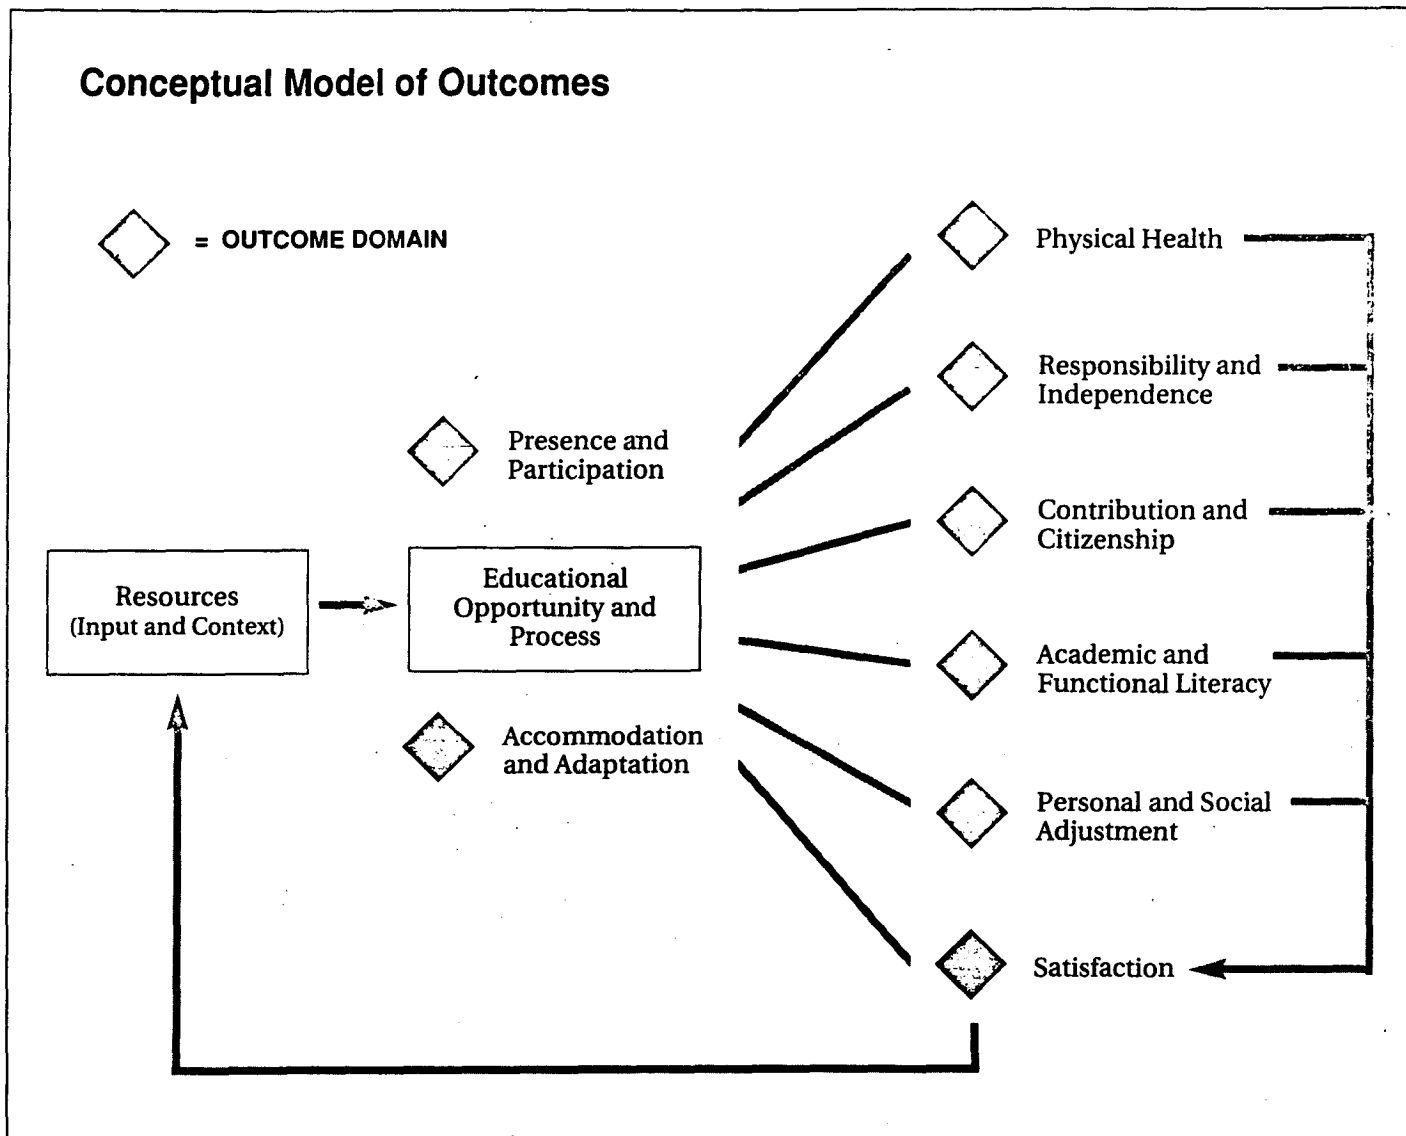 Conceptual Model of Outcomes
= OUTCOME DOMAIN
Physical Health
Responsibility and
Independence
Presence and
Participation
Contribution and
Citizenship
Resources
(Input and Context)
Educational
Opportunity and
Process
Academic and
Functional Literacy
Accommodation
and Adaptation
Personal and Social
Adjustment
Satisfaction